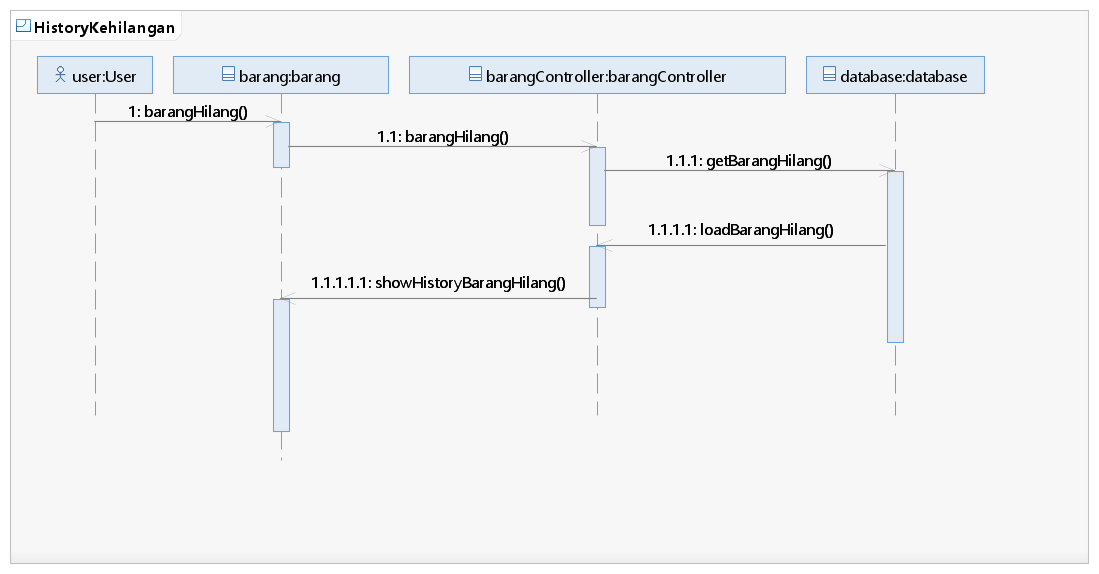 HistoryKehilangan
user:User
barang:barang
barangController:barangController
database:database
1: barangHilang()
1.1: barangHilang()
1.1.1: getBarangHilang()
1.1.1.1: loadBarangHilang()
1.1.1.1.1: showHistoryBarangHilang()